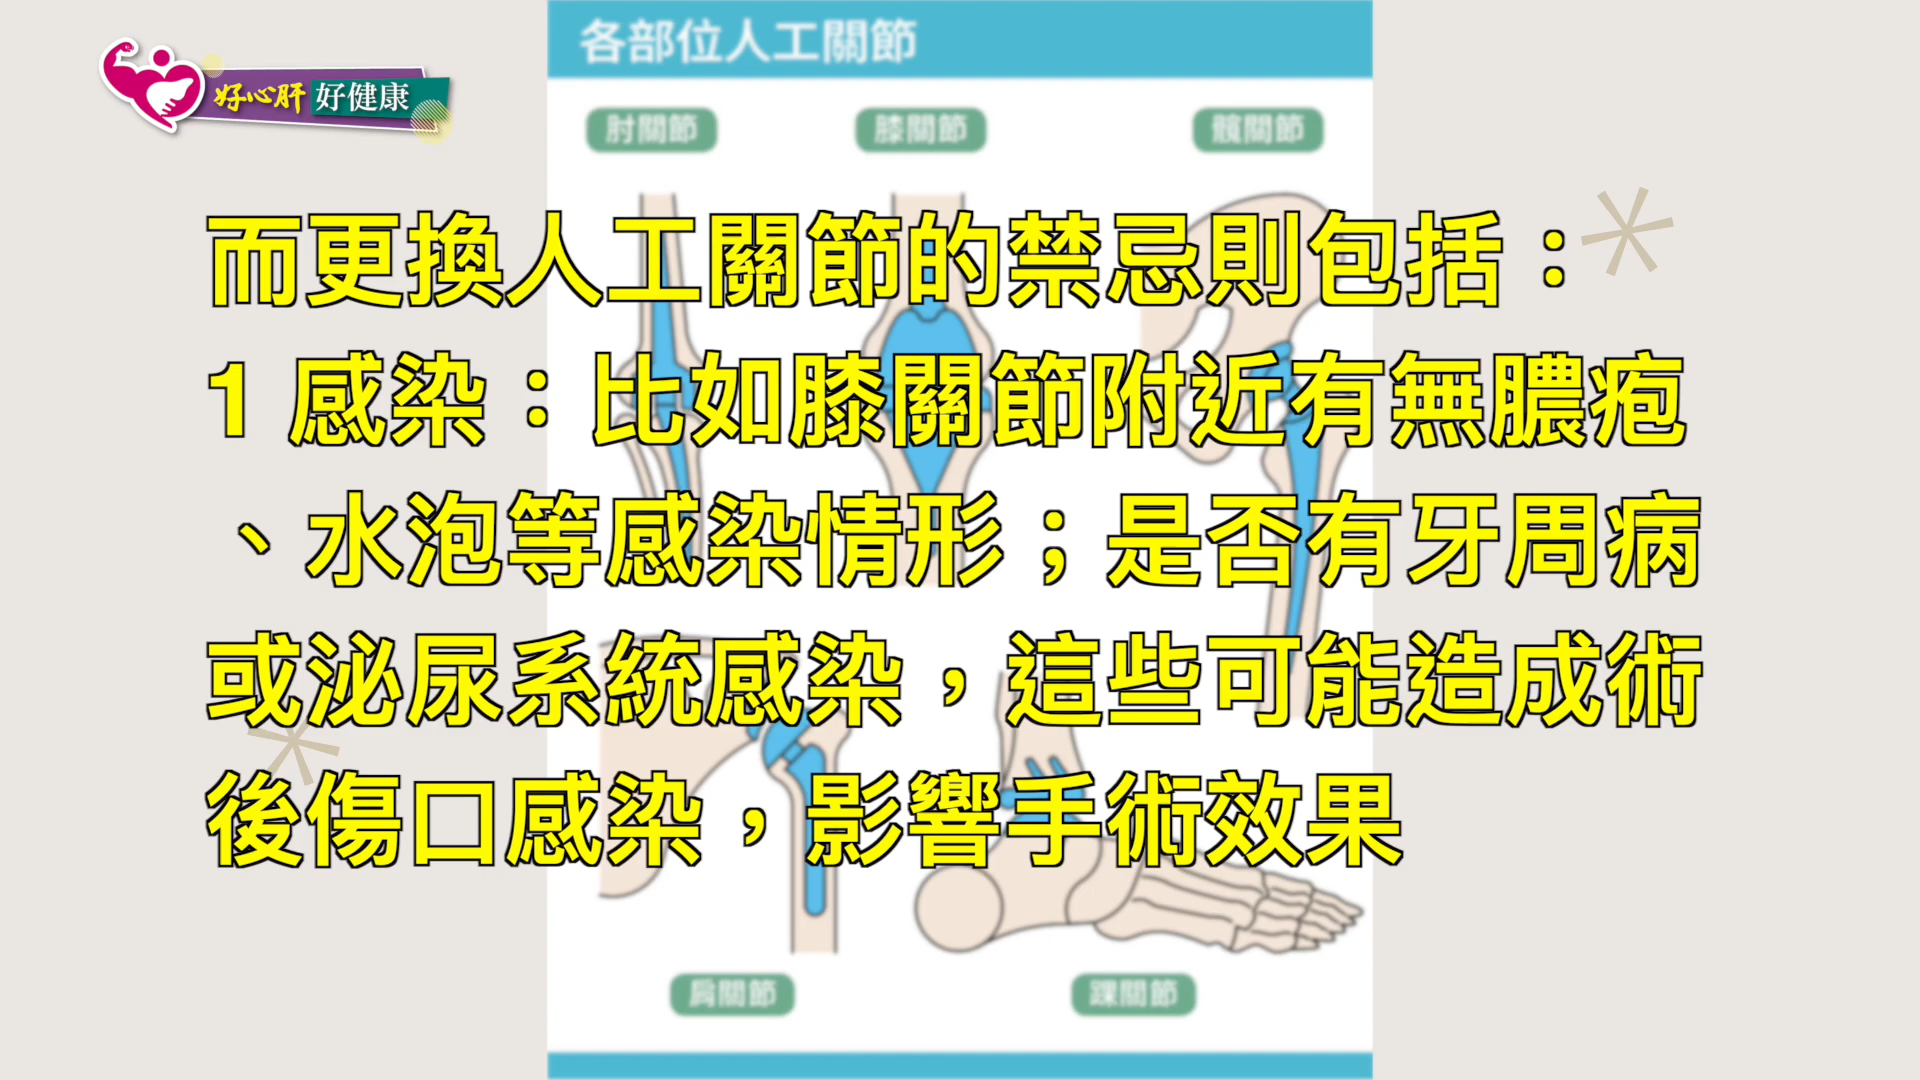 各部位人工關節
好心肝 好健康
肘關節
膝關節
髖關節
而更換人工關節的禁忌則包括：
1 感染：比如膝關節附近有無膿疱
、水泡等感染情形；是否有牙周病
或泌尿系統感染，這些可能造成術
後傷口感染，影響手術效果
肩關節
踝關節